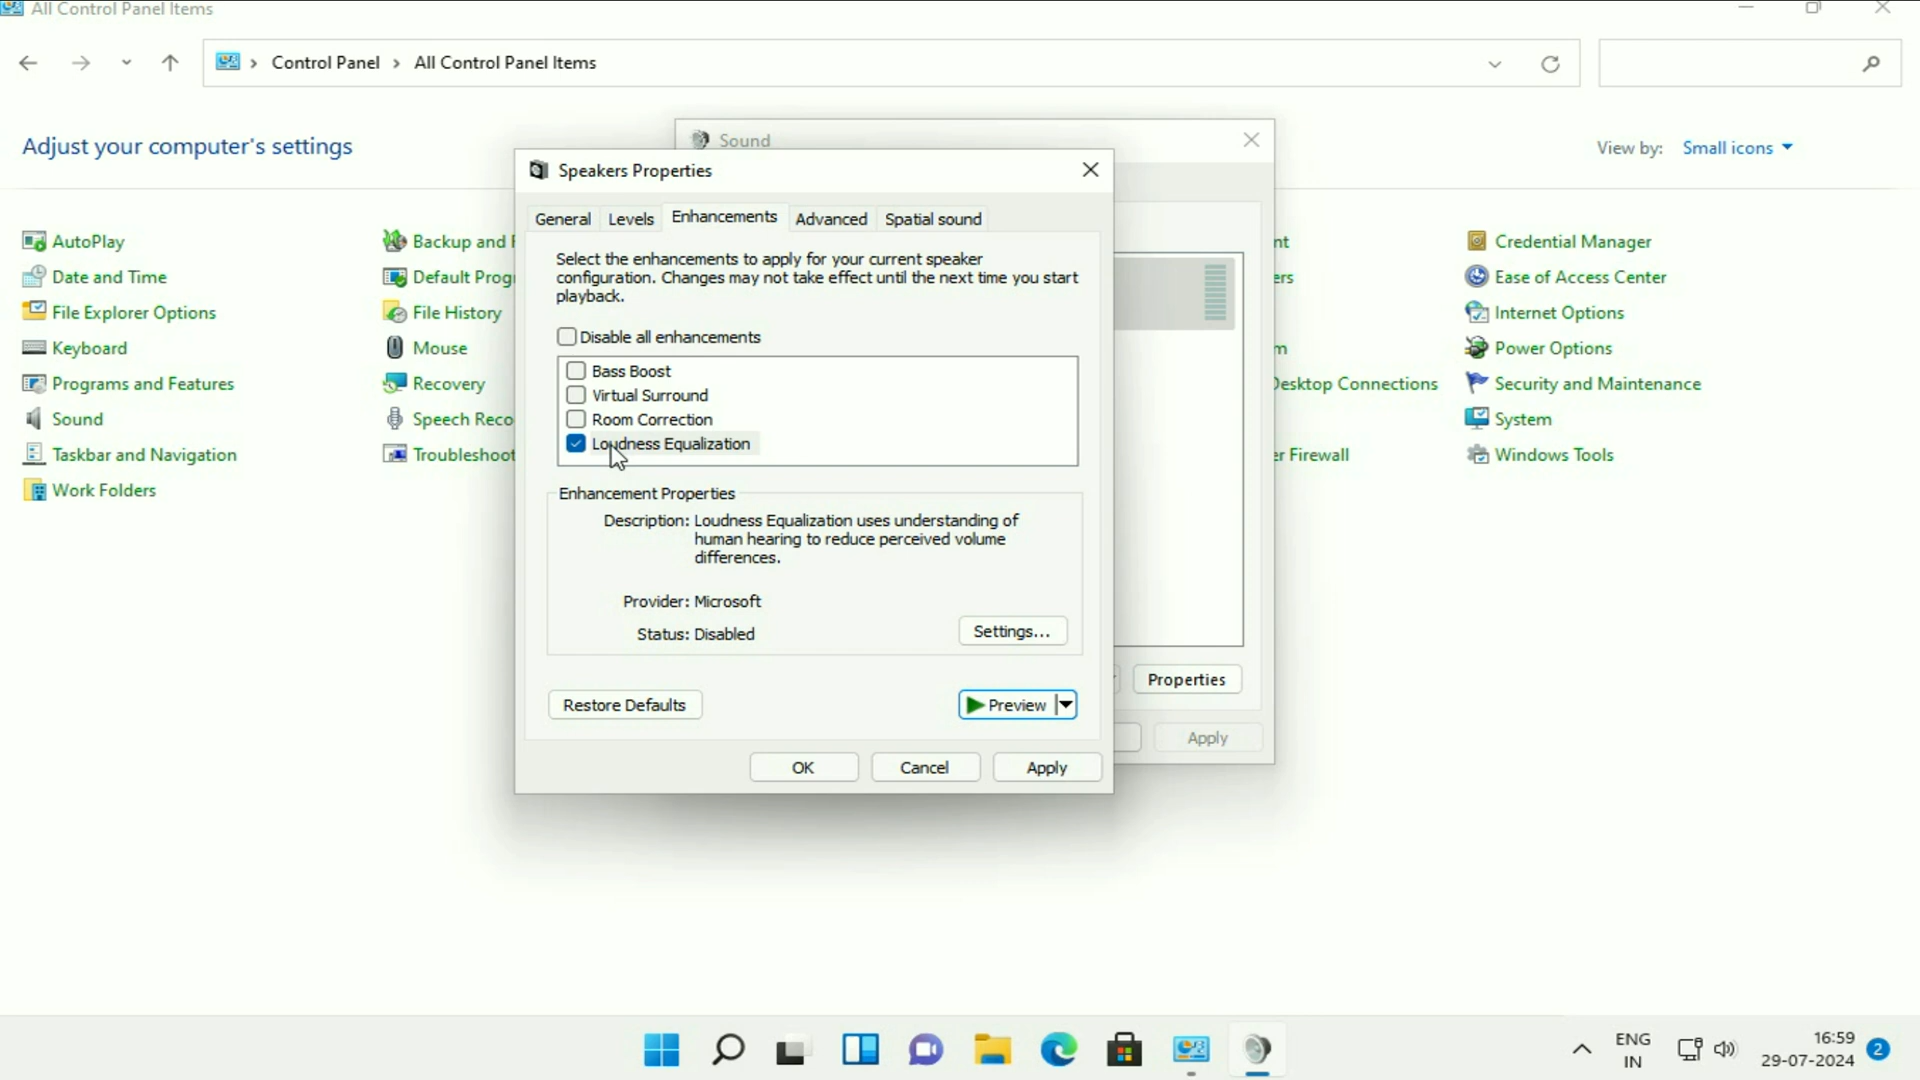 All Control Panel Items
Control Panel > All Control Panel Items
Adjust your computer's settings
View by: Small icons
AutoPlay
Date and Time
File Explorer Options
Keyboard
Programs and Features
Sound
Taskbar and Navigation
Work Folders
Backup and
Default Prog
File History
Mouse
Recovery
Speech Reco
Troubleshoot
Sound
Speakers Properties
General Levels Enhancements Advanced Spatial sound
Select the enhancements to apply for your current speaker
configuration. Changes may not take effect until the next time you start
playback.
Disable all enhancements
Bass Boost
Virtual Surround
Room Correction
Loudness Equalization
Enhancement Properties
Description: Loudness Equalization uses understanding of
human hearing to reduce perceived volume
differences.
Provider: Microsoft
Status: Disabled
Settings...
Restore Defaults
Preview
OK Cancel Apply
Properties
Apply
nt
ers
m
Desktop Connections
er Firewall
Credential Manager
Ease of Access Center
Internet Options
Power Options
Security and Maintenance
System
Windows Tools
ENG
IN
16:59
29-07-2024
2